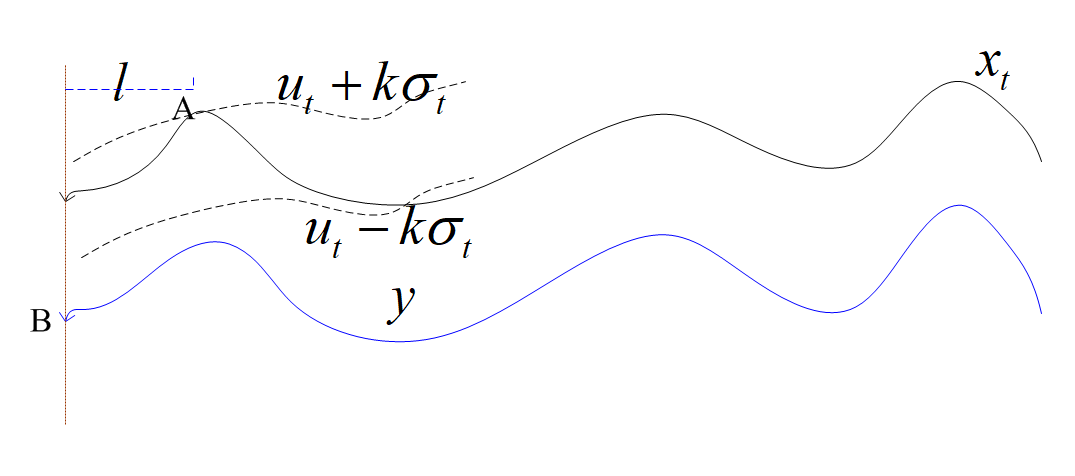 l
A
u_t + kσ_t
x_t
u_t − kσ_t
y
B